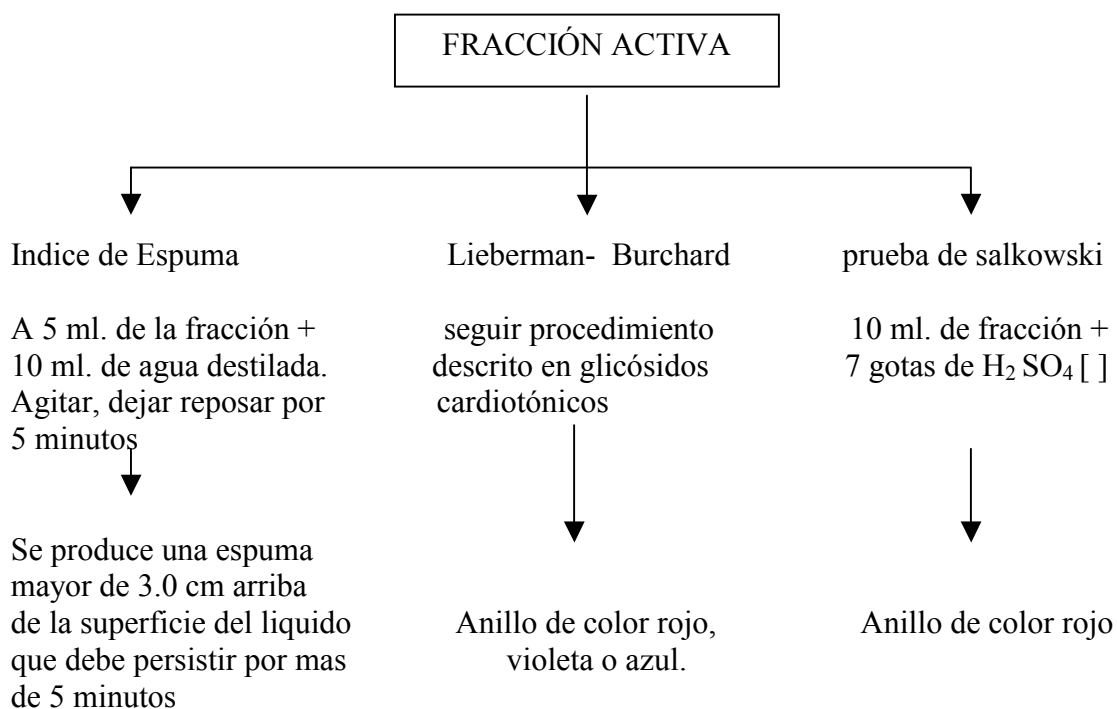 FRACCIÓN ACTIVA
Indice de Espuma
A 5 ml. de la fracción +
10 ml. de agua destilada.
Agitar, dejar reposar por
5 minutos
Se produce una espuma
mayor de 3.0 cm arriba
de la superficie del liquido
que debe persistir por mas
de 5 minutos
Lieberman- Burchard
seguir procedimiento
descrito en glicósidos
cardiotónicos
Anillo de color rojo,
violeta o azul.
prueba de salkowski
10 ml. de fracción +
7 gotas de H₂ SO₄ [ ]
Anillo de color rojo